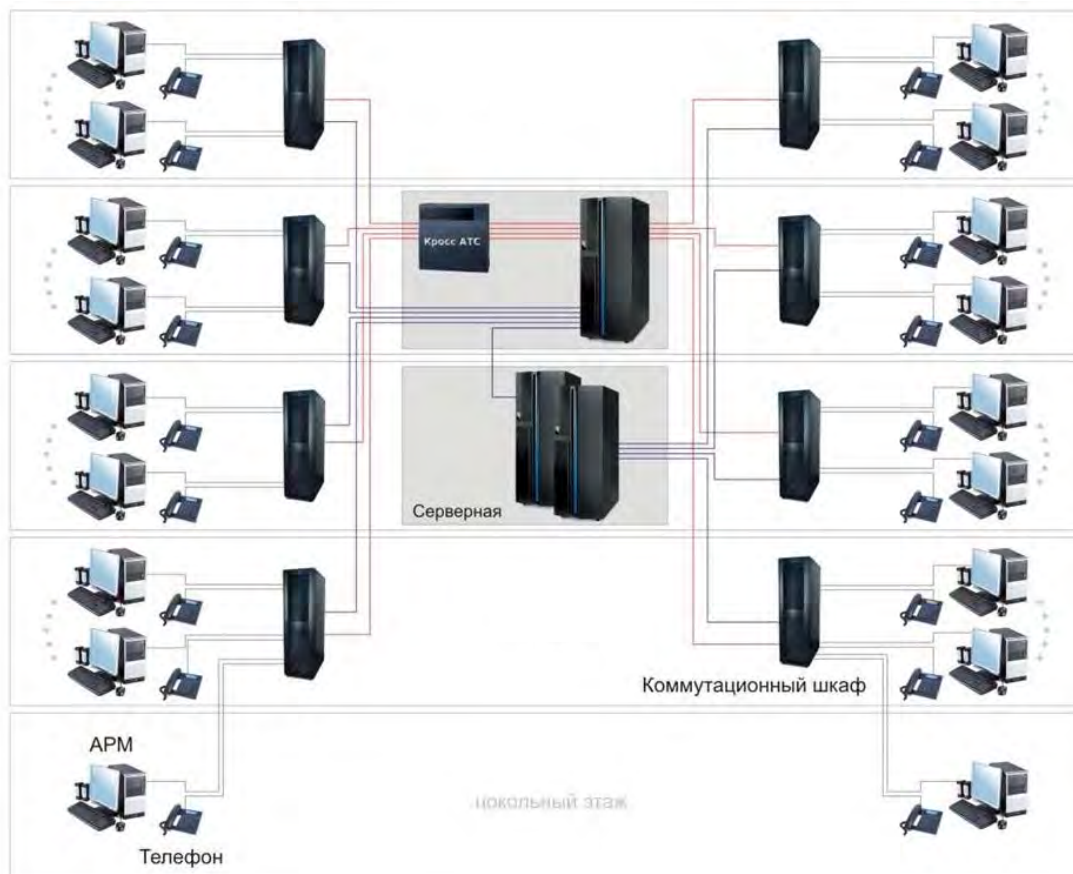 Кросс АТС
Серверная
Коммутационный шкаф
АРМ
цокольный этаж
Телефон